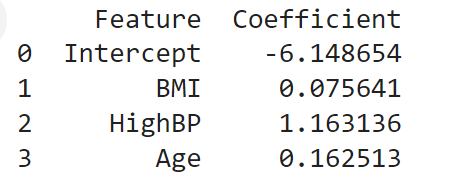 Feature Coefficient
0 Intercept -6.148654
1 BMI 0.075641
2 HighBP 1.163136
3 Age 0.162513